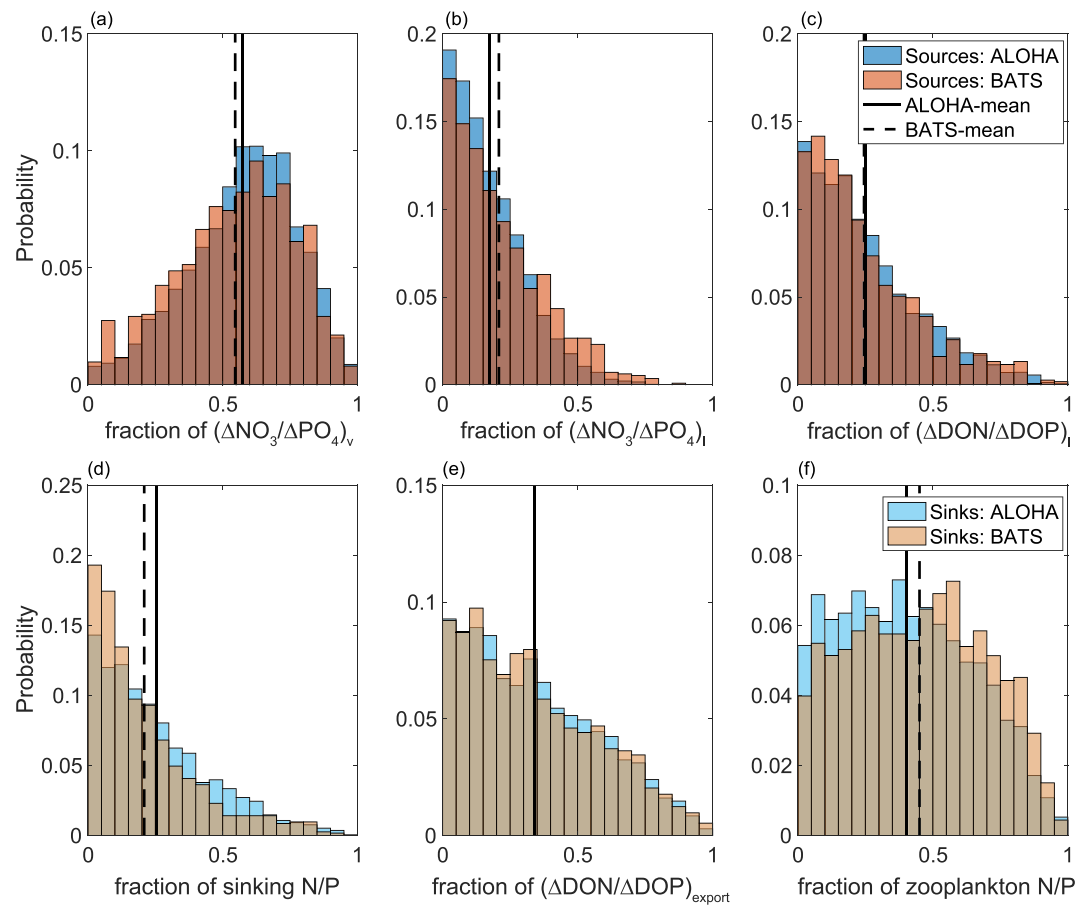 (a)
0.15
0.1
0.05
0
Probability
0
0.5
1
fraction of (ΔNO₃/ΔPO₄)ᵥ
(b)
0.2
0.15
0.1
0.05
0
0
0.5
1
fraction of (ΔNO₃/ΔPO₄)ₗ
(c)
0.2
0.15
0.1
0.05
0
Sources: ALOHA
Sources: BATS
ALOHA-mean
BATS-mean
0
0.5
1
fraction of (ΔDON/ΔDOP)ₗ
(d)
0.25
0.2
0.15
0.1
0.05
0
Probability
0
0.5
1
fraction of sinking N/P
(e)
0.15
0.1
0.05
0
0
0.5
1
fraction of (ΔDON/ΔDOP)export
(f)
0.1
0.08
0.06
0.04
0.02
0
Sinks: ALOHA
Sinks: BATS
0
0.5
1
fraction of zooplankton N/P